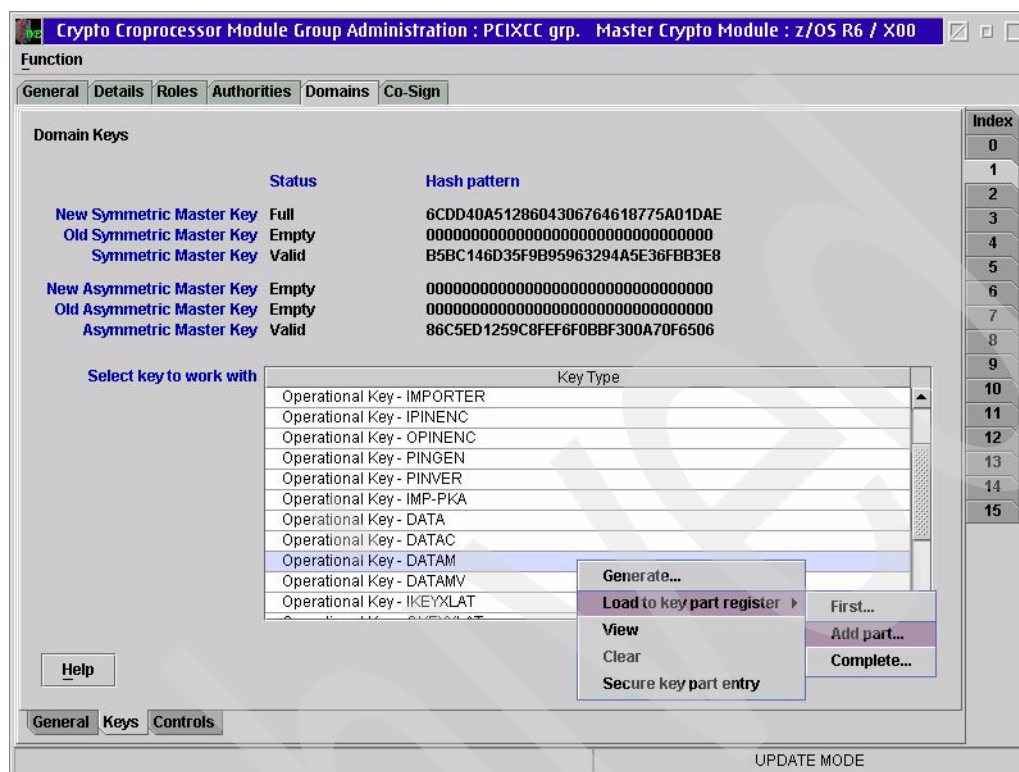 Crypto Croprocessor Module Group Administration : PCIXCC grp. Master Crypto Module : z/OS R6 / X00
Function
General Details Roles Authorities Domains Co-Sign
Index
Domain Keys
0
1
2
3
4
5
6
7
8
9
10
11
12
13
14
15
Status Hash pattern
New Symmetric Master Key Full 6CDD40A5128604306764618775A01DAE
Old Symmetric Master Key Empty 00000000000000000000000000000000
Symmetric Master Key Valid B5BC146D35F9B95963294A5E36FBB3E8
New Asymmetric Master Key Empty 00000000000000000000000000000000
Old Asymmetric Master Key Empty 00000000000000000000000000000000
Asymmetric Master Key Valid 86C5ED1259C8FEF6F0BBF300A70F6506
Select key to work with
Key Type
Operational Key - IMPORTER
Operational Key - IPINENC
Operational Key - OPINENC
Operational Key - PINGEN
Operational Key - PINVER
Operational Key - IMP-PKA
Operational Key - DATA
Operational Key - DATAC
Operational Key - DATAM
Operational Key - DATAMV
Operational Key - IKEYXLAT
Generate...
Load to key part register
View
Clear
Secure key part entry
First...
Add part...
Complete...
Help
General Keys Controls
UPDATE MODE